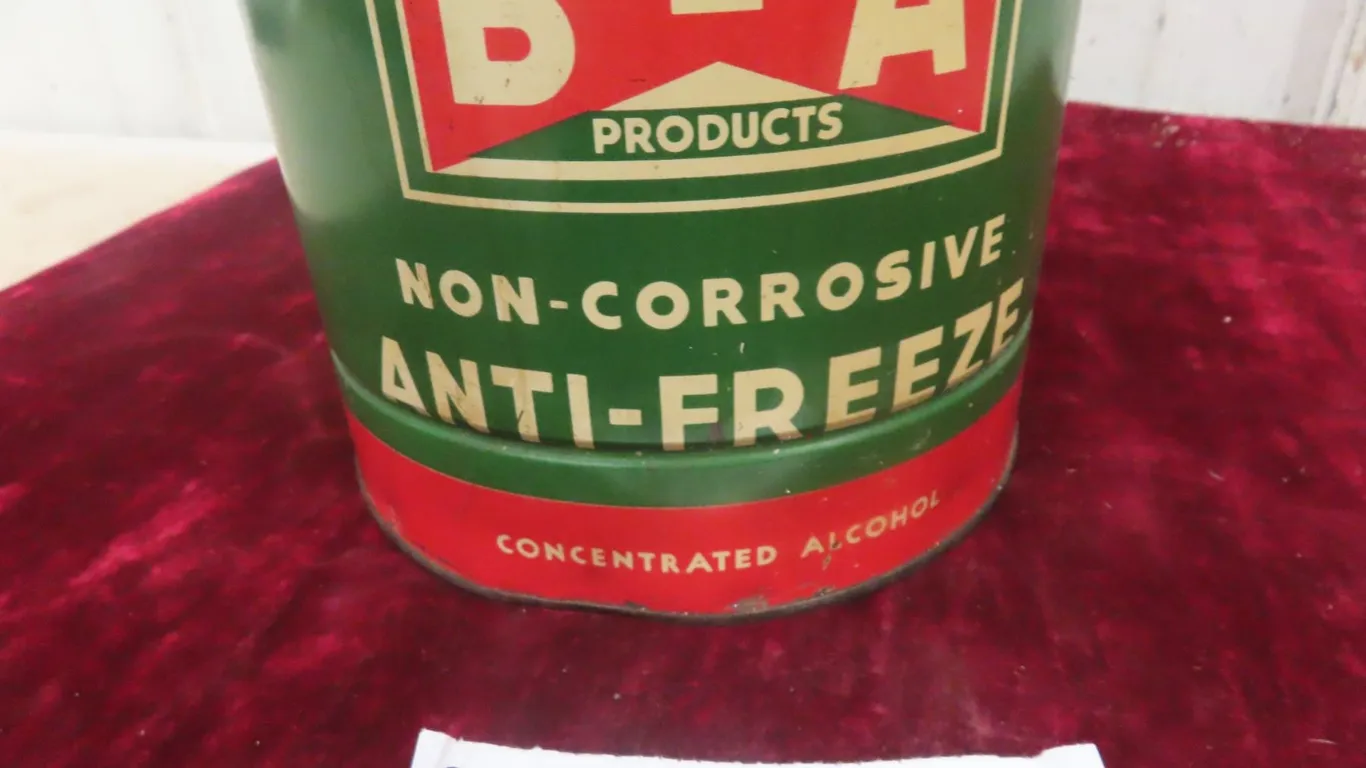 B A
PRODUCTS
NON-CORROSIVE
ANTI-FREEZE
CONCENTRATED ALCOHOL